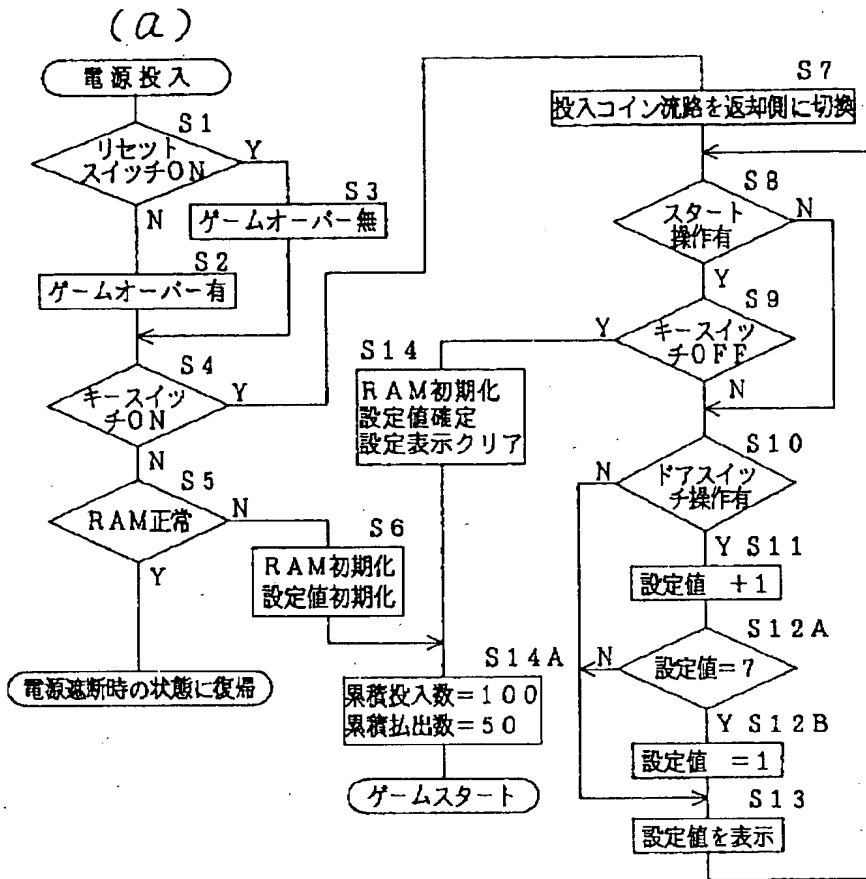 (a)
電源投入
S1
リセット
スイッチON
Y
N
S3
ゲームオーバー無
S2
ゲームオーバー有
S4
キースイッ
チON
Y
N
S5
RAM正常
N
Y
S6
RAM初期化
設定値初期化
電源遮断時の状態に復帰
S14
RAM初期化
設定値確定
設定表示クリア
S14A
累積投入数=100
累積払出数=50
ゲームスタート
S7
投入コイン流路を返却側に切換
S8
スタート
操作有
N
Y
S9
キースイッ
チOFF
Y
N
S10
ドアスイッ
チ操作有
N
Y S11
設定値 +1
S12A
設定値=7
N
Y S12B
設定値 =1
S13
設定値を表示